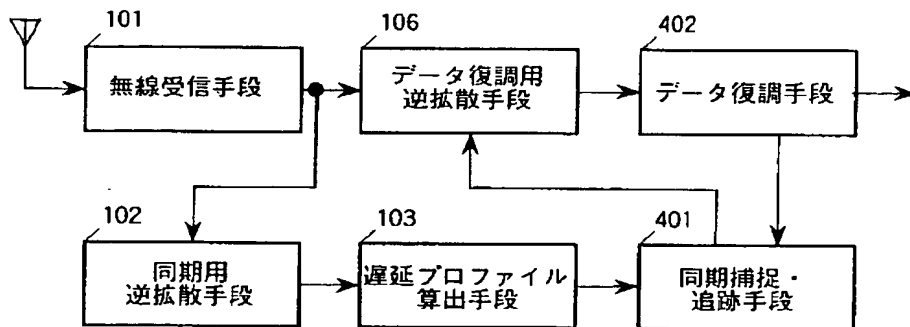 101
無線受信手段
106
データ復調用
逆拡散手段
402
データ復調手段
102
同期用
逆拡散手段
103
遅延プロファイル
算出手段
401
同期捕捉・
追跡手段